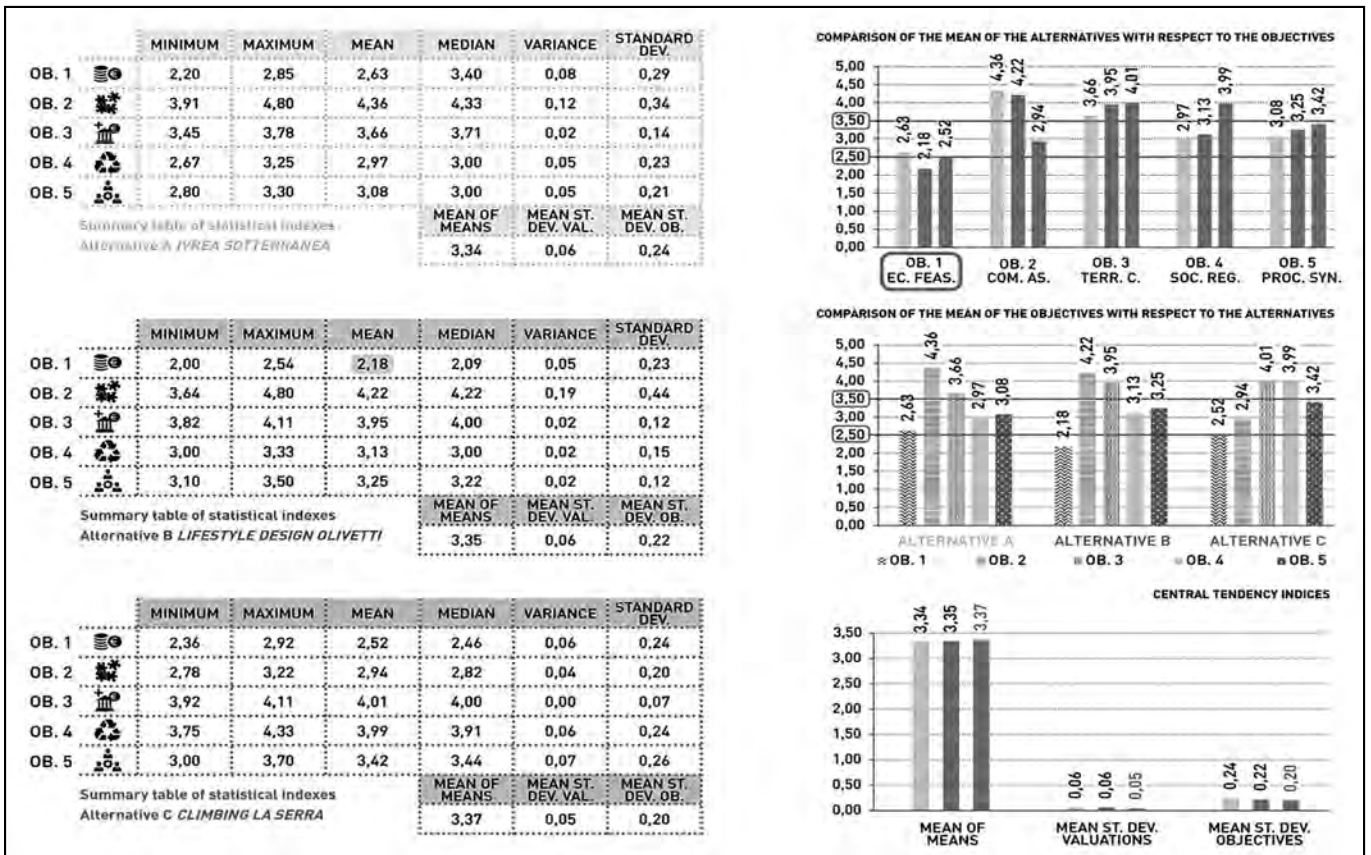 MINIMUM MAXIMUM MEAN MEDIAN VARIANCE STANDARD DEV.
OB. 1 2,20 2,85 2,63 3,40 0,08 0,29
OB. 2 3,91 4,80 4,36 4,33 0,12 0,34
OB. 3 3,45 3,78 3,66 3,71 0,02 0,14
OB. 4 2,67 3,25 2,97 3,00 0,05 0,23
OB. 5 2,80 3,30 3,08 3,00 0,05 0,21
Summary table of statistical indexes
Alternative A IVREA SOTTERRANEA
MEAN OF MEANS MEAN ST. DEV. VAL. MEAN ST. DEV. OB.
3,34 0,06 0,24
MINIMUM MAXIMUM MEAN MEDIAN VARIANCE STANDARD DEV.
OB. 1 2,00 2,54 2,18 2,09 0,05 0,23
OB. 2 3,64 4,80 4,22 4,22 0,19 0,44
OB. 3 3,82 4,11 3,95 4,00 0,02 0,12
OB. 4 3,00 3,33 3,13 3,00 0,02 0,15
OB. 5 3,10 3,50 3,25 3,22 0,02 0,12
Summary table of statistical indexes
Alternative B LIFESTYLE DESIGN OLIVETTI
MEAN OF MEANS MEAN ST. DEV. VAL. MEAN ST. DEV. OB.
3,35 0,06 0,22
MINIMUM MAXIMUM MEAN MEDIAN VARIANCE STANDARD DEV.
OB. 1 2,36 2,92 2,52 2,46 0,06 0,24
OB. 2 2,78 3,22 2,94 2,82 0,04 0,20
OB. 3 3,92 4,11 4,01 4,00 0,00 0,07
OB. 4 3,75 4,33 3,99 3,91 0,06 0,24
OB. 5 3,00 3,70 3,42 3,44 0,07 0,26
Summary table of statistical indexes
Alternative C CLIMBING LA SERRA
MEAN OF MEANS MEAN ST. DEV. VAL. MEAN ST. DEV. OB.
3,37 0,05 0,20
COMPARISON OF THE MEAN OF THE ALTERNATIVES WITH RESPECT TO THE OBJECTIVES
5,00
4,50
4,00
3,50
3,00
2,50
2,00
1,50
1,00
0,50
0,00
2,63 2,18 2,52 4,36 4,22 2,94 3,66 3,95 4,01 2,97 3,13 3,99 3,08 3,25 3,42
OB. 1 OB. 2 OB. 3 OB. 4 OB. 5
EC. FEAS. COM. AS. TERR. C. SOC. REG. PROC. SYN.
COMPARISON OF THE MEAN OF THE OBJECTIVES WITH RESPECT TO THE ALTERNATIVES
5,00
4,50
4,00
3,50
3,00
2,50
2,00
1,50
1,00
0,50
0,00
2,63 4,36 3,66 2,97 3,08 2,18 4,22 3,95 3,13 3,25 2,52 2,94 4,01 3,99 3,42
ALTERNATIVE A ALTERNATIVE B ALTERNATIVE C
OB. 1 OB. 2 OB. 3 OB. 4 OB. 5
CENTRAL TENDENCY INDICES
3,50
3,00
2,50
2,00
1,50
1,00
0,50
0,00
3,34 3,35 3,37 0,06 0,06 0,05 0,24 0,22 0,20
MEAN OF MEAN ST. DEV. MEAN ST. DEV.
MEANS VALUATIONS OBJECTIVES